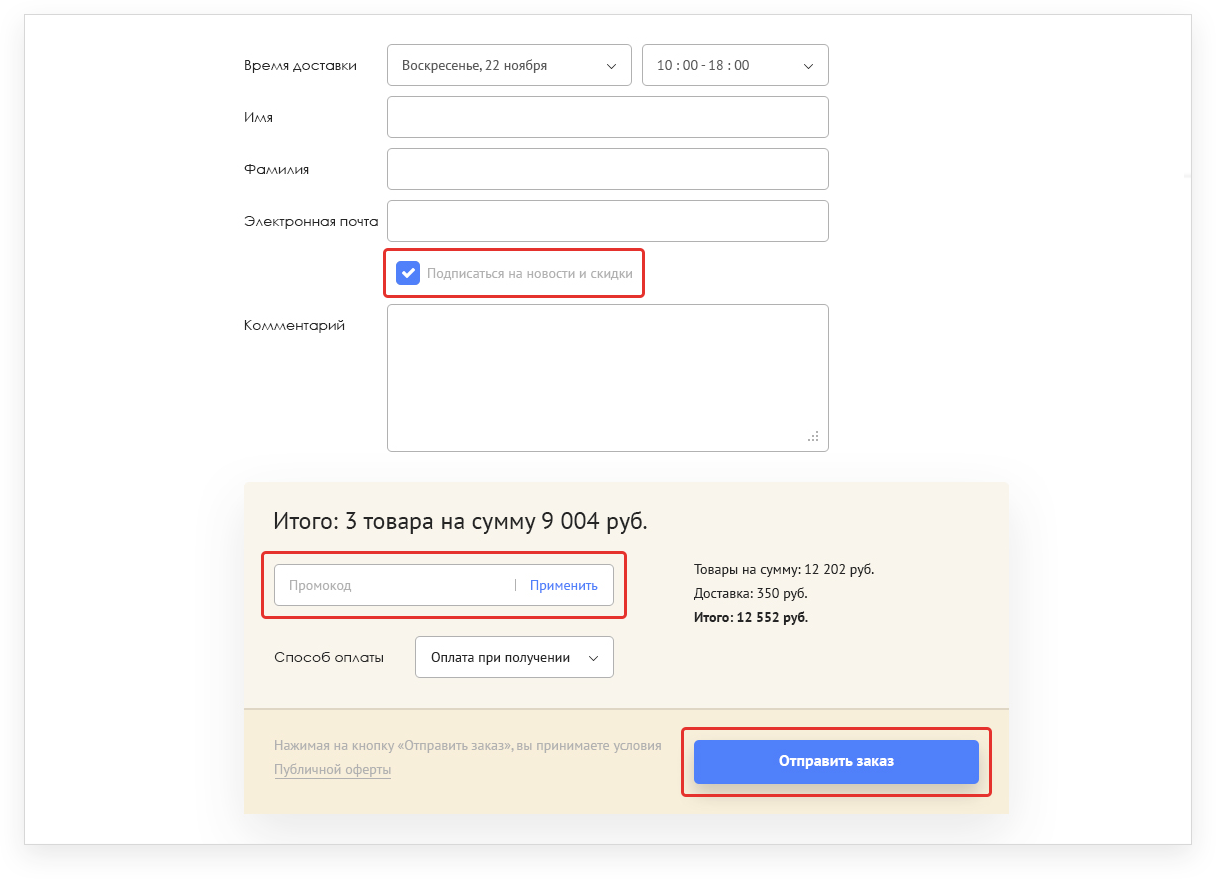 Время доставки Воскресенье, 22 ноября 10 : 00 - 18 : 00
Имя
Фамилия
Электронная почта
Подписаться на новости и скидки
Комментарий
Итого: 3 товара на сумму 9 004 руб.
Промокод | Применить
Товары на сумму: 12 202 руб.
Доставка: 350 руб.
Итого: 12 552 руб.
Способ оплаты Оплата при получении
Нажимая на кнопку «Отправить заказ», вы принимаете условия
Публичной оферты
Отправить заказ